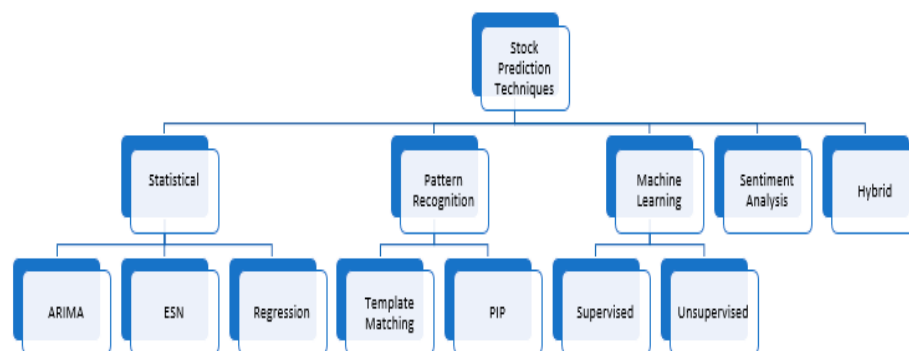 Stock
Prediction
Techniques
Statistical
Pattern
Recognition
Machine
Learning
Sentiment
Analysis
Hybrid
ARIMA
ESN
Regression
Template
Matching
PIP
Supervised
Unsupervised